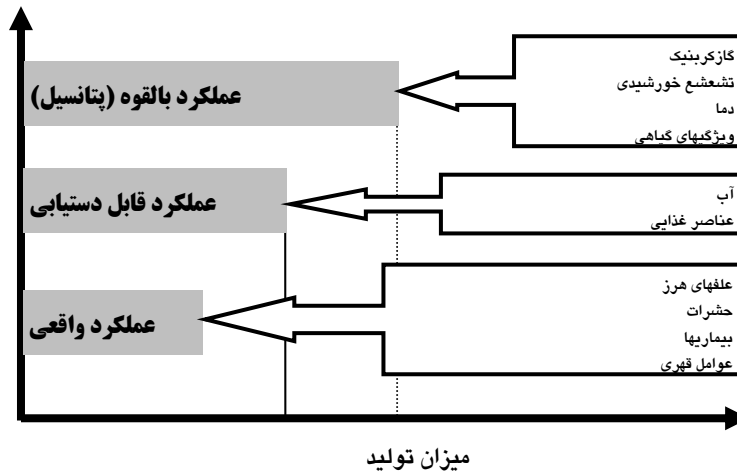 عملکرد بالقوه (پتانسیل)
گازکربنیک
تشعشع خورشیدی
دما
ویژگیهای گیاهی
عملکرد قابل دستیابی
آب
عناصر غذایی
عملکرد واقعی
علفهای هرز
حشرات
بیماریها
عوامل قهری
میزان تولید